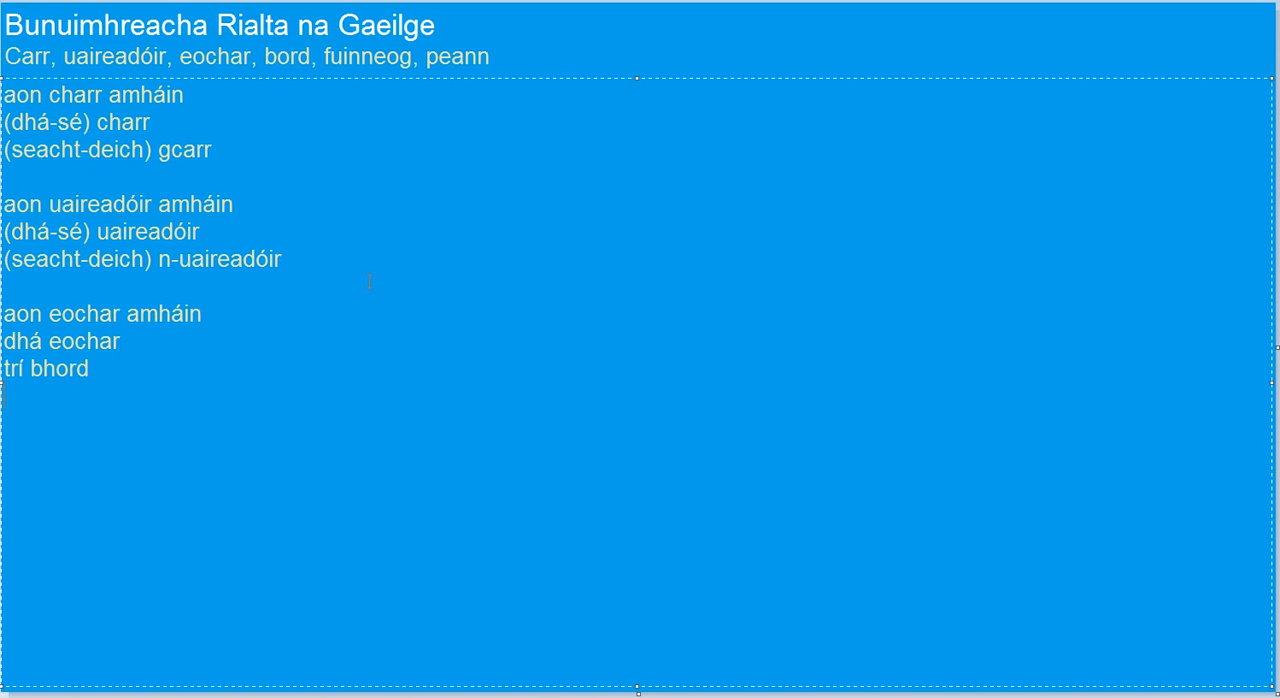 Bunuimhreacha Rialta na Gaeilge
Carr, uaireadóir, eochar, bord, fuinneog, peann
aon charr amháin
(dhá-sé) charr
(seacht-deich) gcarr
aon uaireadóir amháin
(dhá-sé) uaireadóir
(seacht-deich) n-uaireadóir
aon eochar amháin
dhá eochar
trí bhord